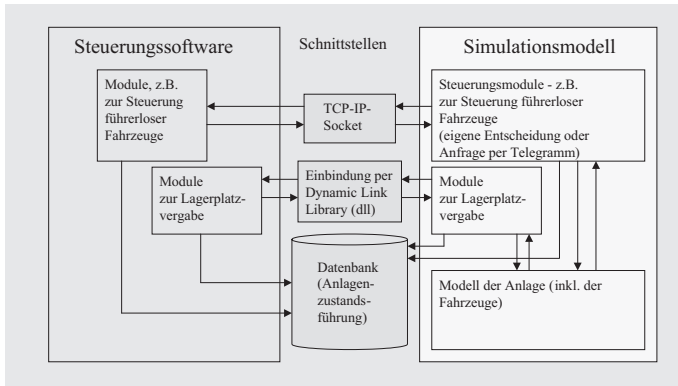 Steuerungssoftware
Schnittstellen
Simulationsmodell
Module, z.B.
zur Steuerung
führerloser
Fahrzeuge
TCP-IP-
Socket
Steuerungsmodule - z.B.
zur Steuerung führerloser
Fahrzeuge
(eigene Entscheidung oder
Anfrage per Telegramm)
Module
zur Lagerplatz-
vergabe
Einbindung per
Dynamic Link
Library (dll)
Module
zur Lagerplatz-
vergabe
Datenbank
(Anlagen-
zustands-
führung)
Modell der Anlage (inkl. der
Fahrzeuge)